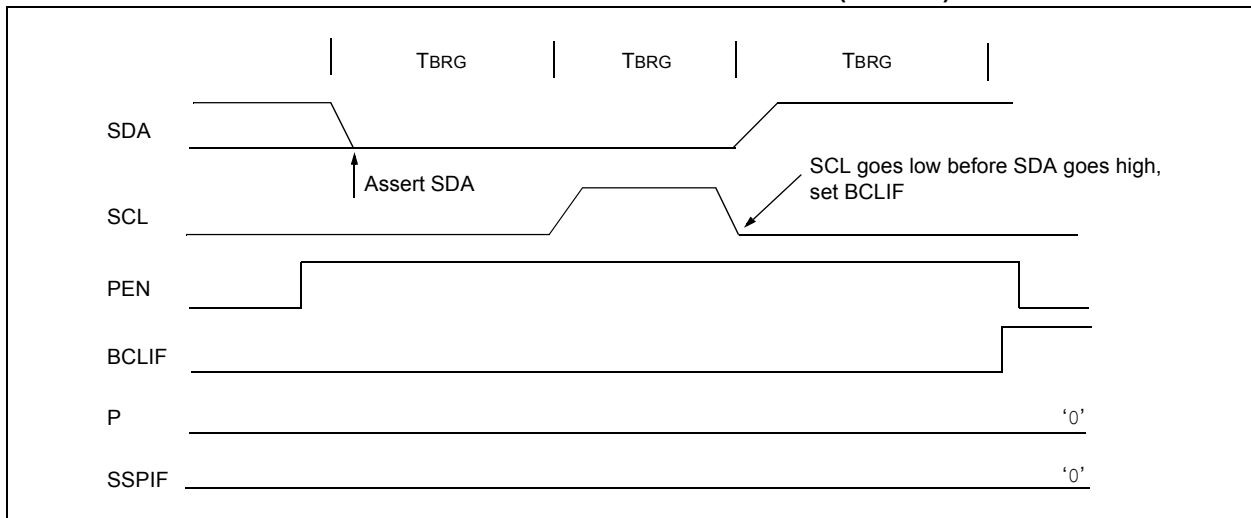 TBRG TBRG TBRG
SDA
Assert SDA
SCL goes low before SDA goes high,
set BCLIF
SCL
PEN
BCLIF
P '0'
SSPIF '0'